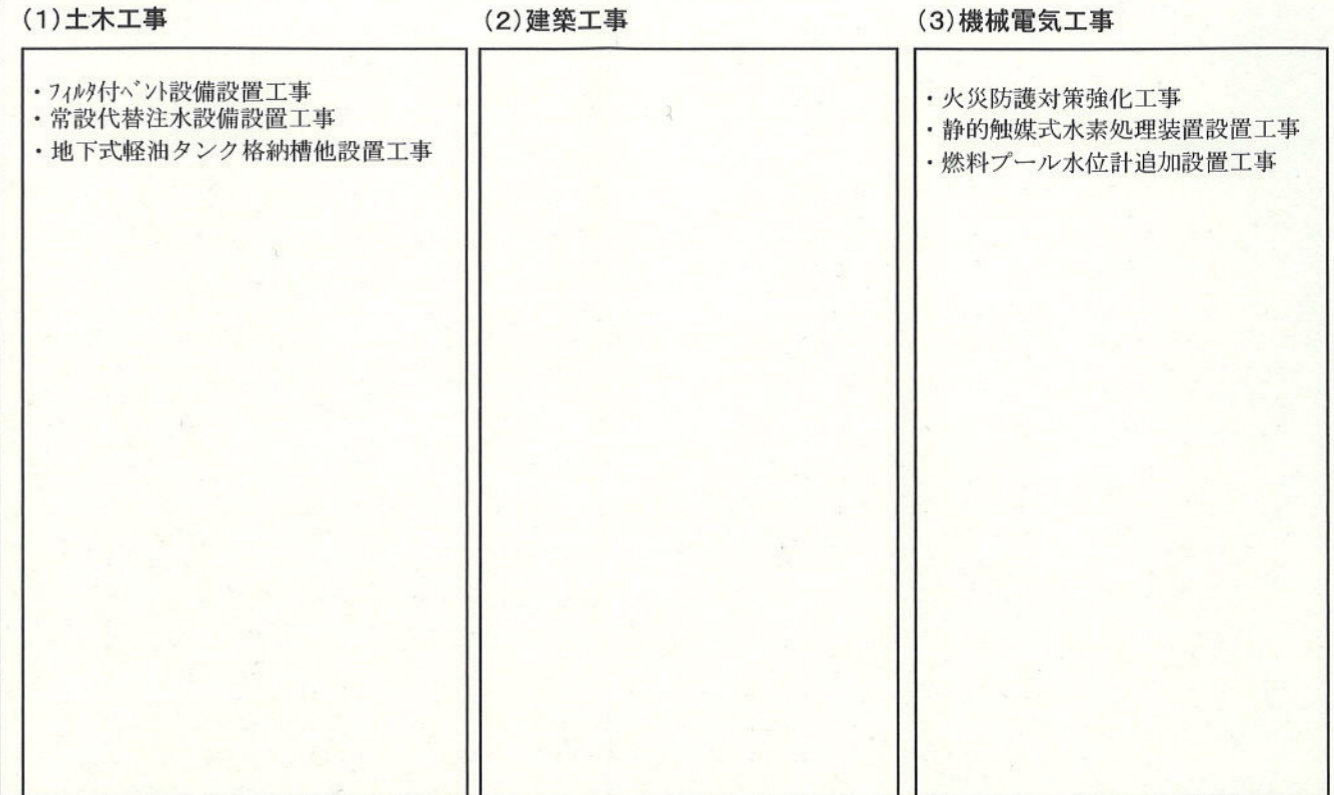 (1)土木工事
・ﾌｨﾙﾀ付ﾍﾞﾝﾄ設備設置工事
・常設代替注水設備設置工事
・地下式軽油タンク格納槽他設置工事
(2)建築工事
(3)機械電気工事
・火災防護対策強化工事
・静的触媒式水素処理装置設置工事
・燃料プール水位計追加設置工事